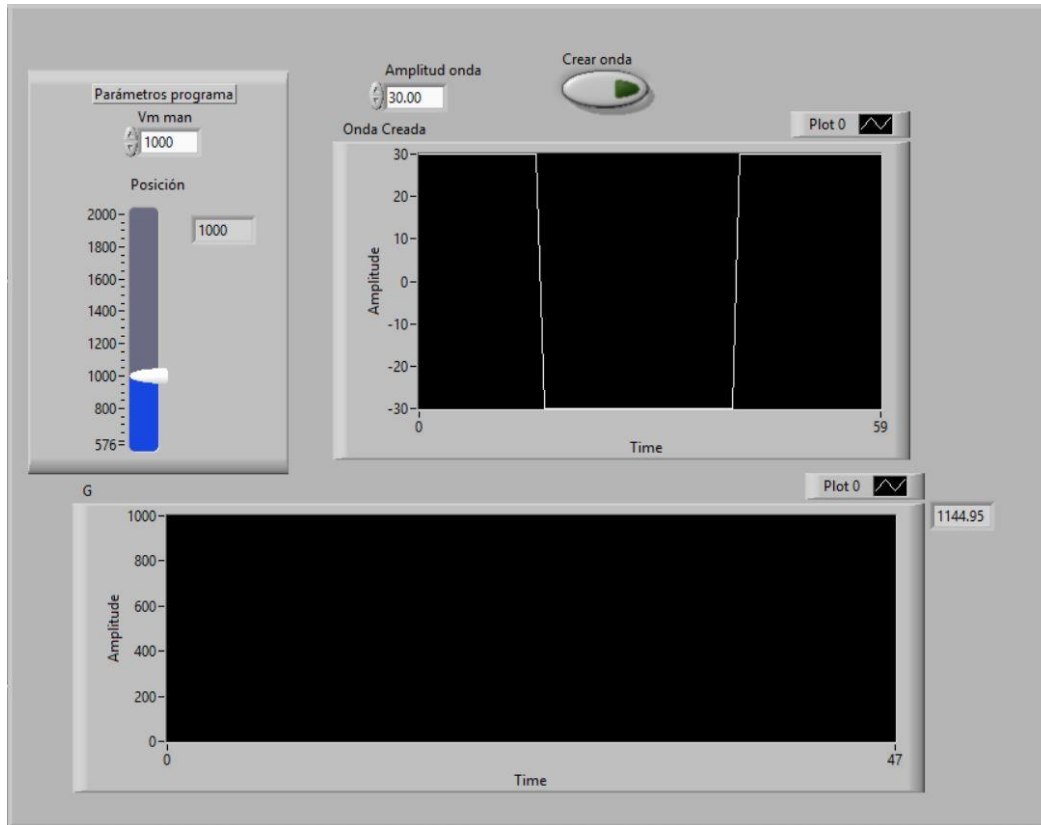 Parámetros programa
Vm man
1000
Posición
2000
1800
1600
1400
1200
1000
800
576
1000
Amplitud onda
30.00
Crear onda
Onda Creada
Plot 0
30
20
10
0
-10
-20
-30
Amplitude
0
59
Time
G
Plot 0
1144.95
1000
800
600
400
200
0
Amplitude
0
47
Time